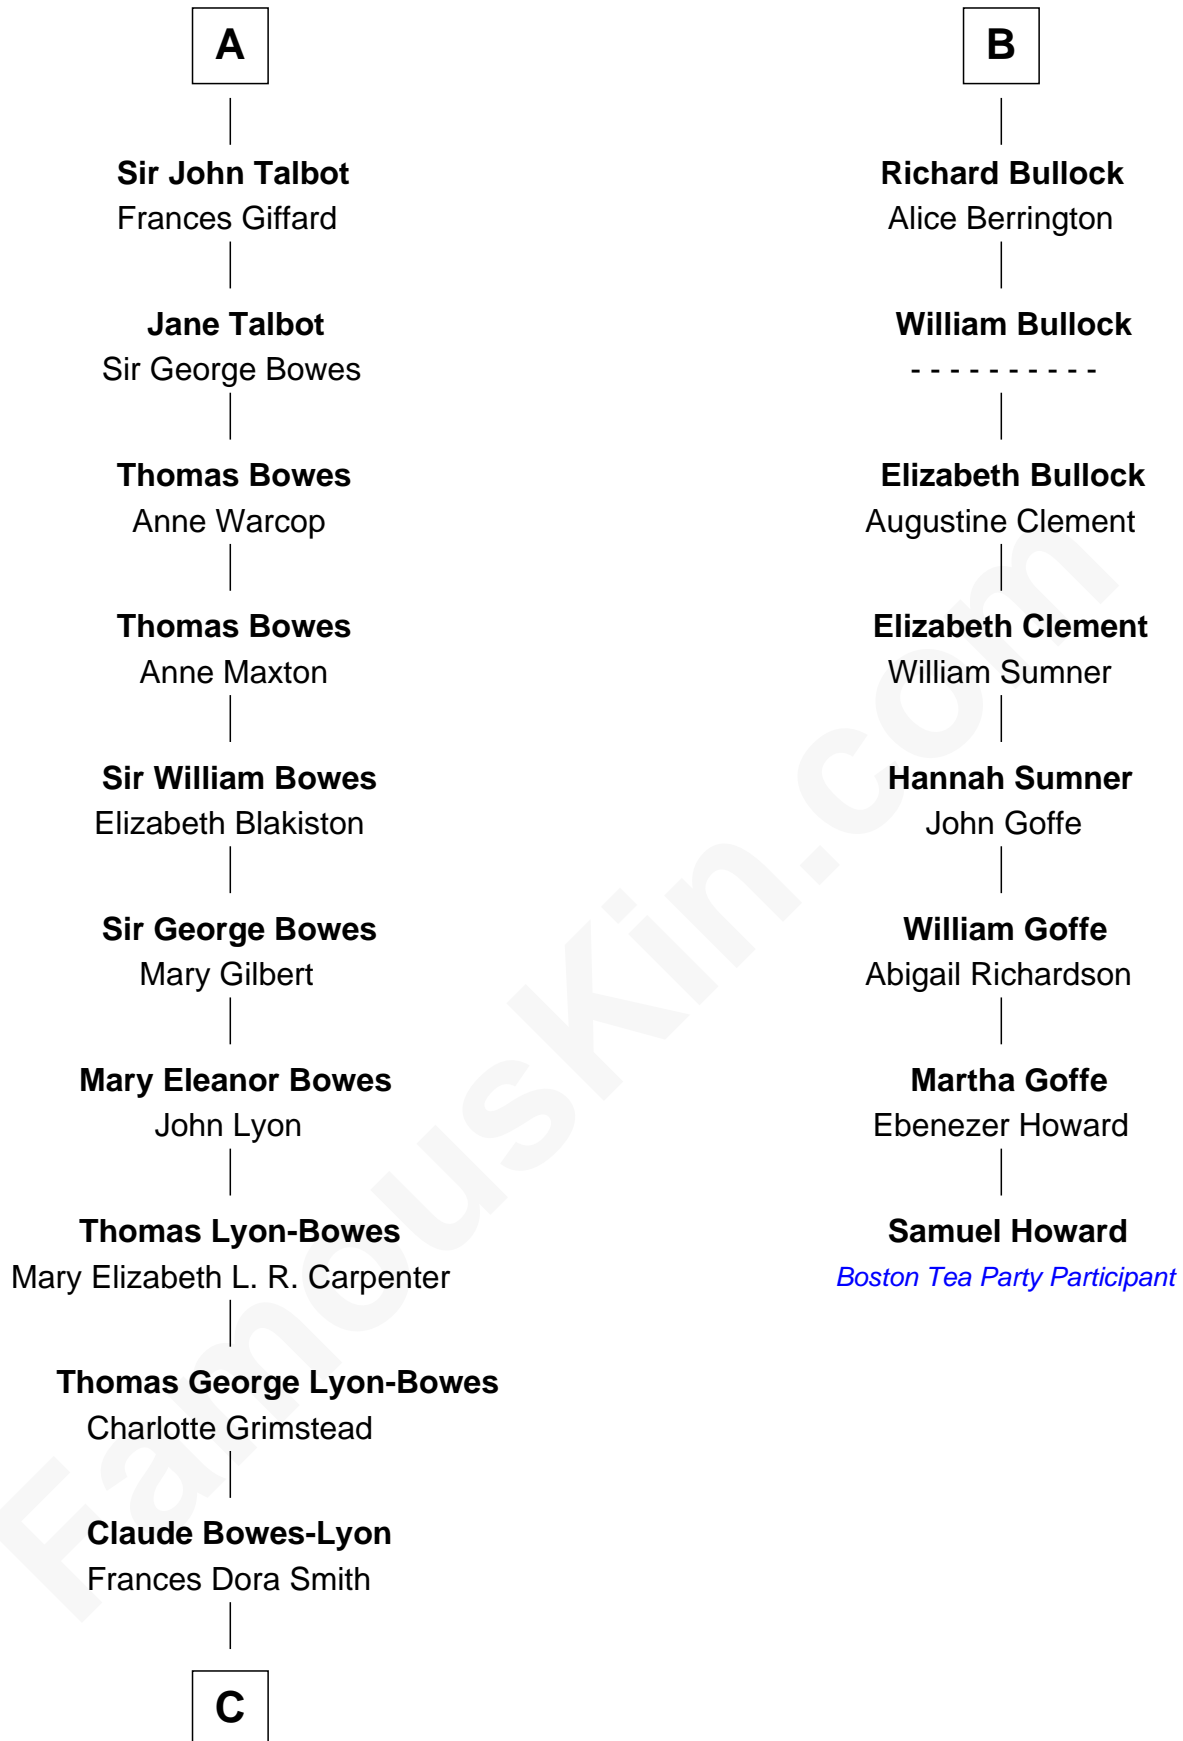 A
Sir John Talbot
Frances Giffard
Jane Talbot
Sir George Bowes
Thomas Bowes
Anne Warcop
Thomas Bowes
Anne Maxton
Sir William Bowes
Elizabeth Blakiston
Sir George Bowes
Mary Gilbert
Mary Eleanor Bowes
John Lyon
Thomas Lyon-Bowes
Mary Elizabeth L. R. Carpenter
Thomas George Lyon-Bowes
Charlotte Grimstead
Claude Bowes-Lyon
Frances Dora Smith
C
B
Richard Bullock
Alice Berrington
William Bullock
- - - - - - - - - -
Elizabeth Bullock
Augustine Clement
Elizabeth Clement
William Sumner
Hannah Sumner
John Goffe
William Goffe
Abigail Richardson
Martha Goffe
Ebenezer Howard
Samuel Howard
Boston Tea Party Participant
FamousKin.com